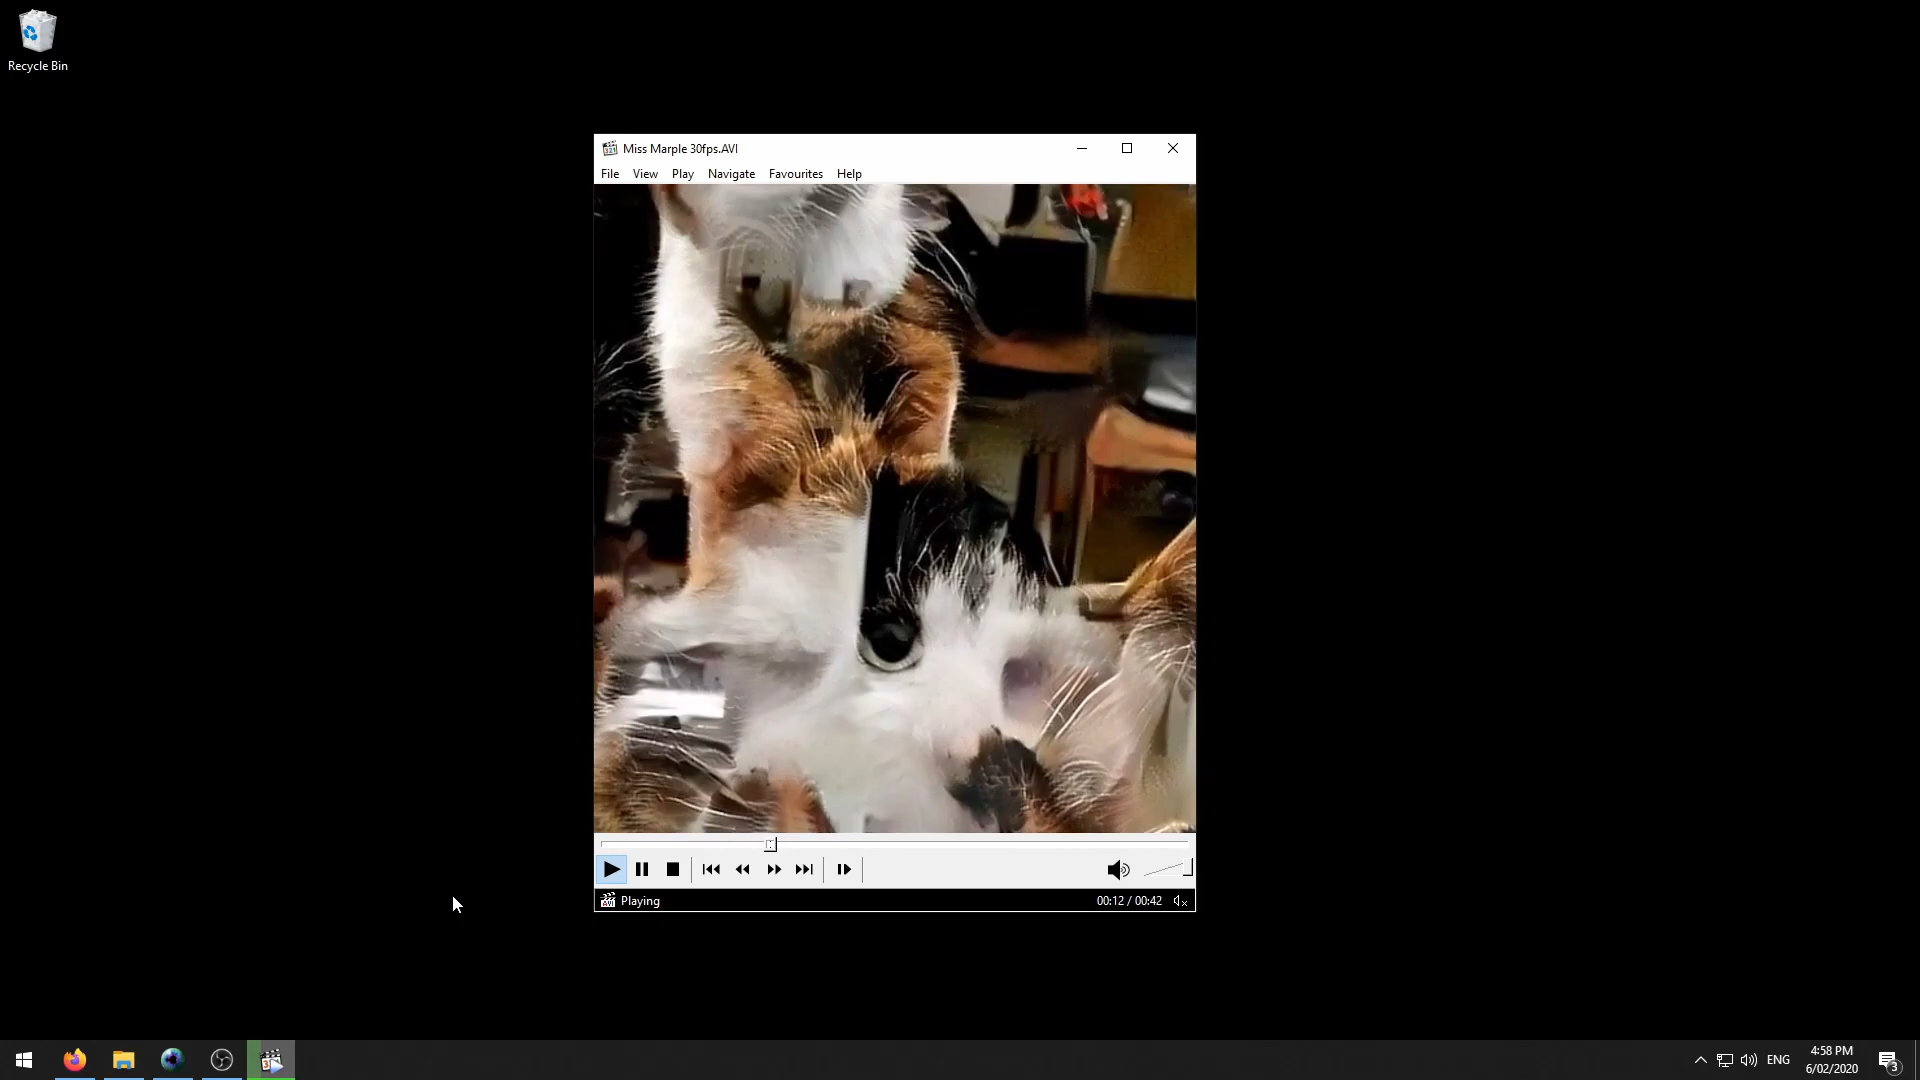 Recycle Bin
Miss Marple 30fps.AVI
File View Play Navigate Favourites Help
Playing
00:12 / 00:42
ENG
4:58 PM
6/02/2020
3